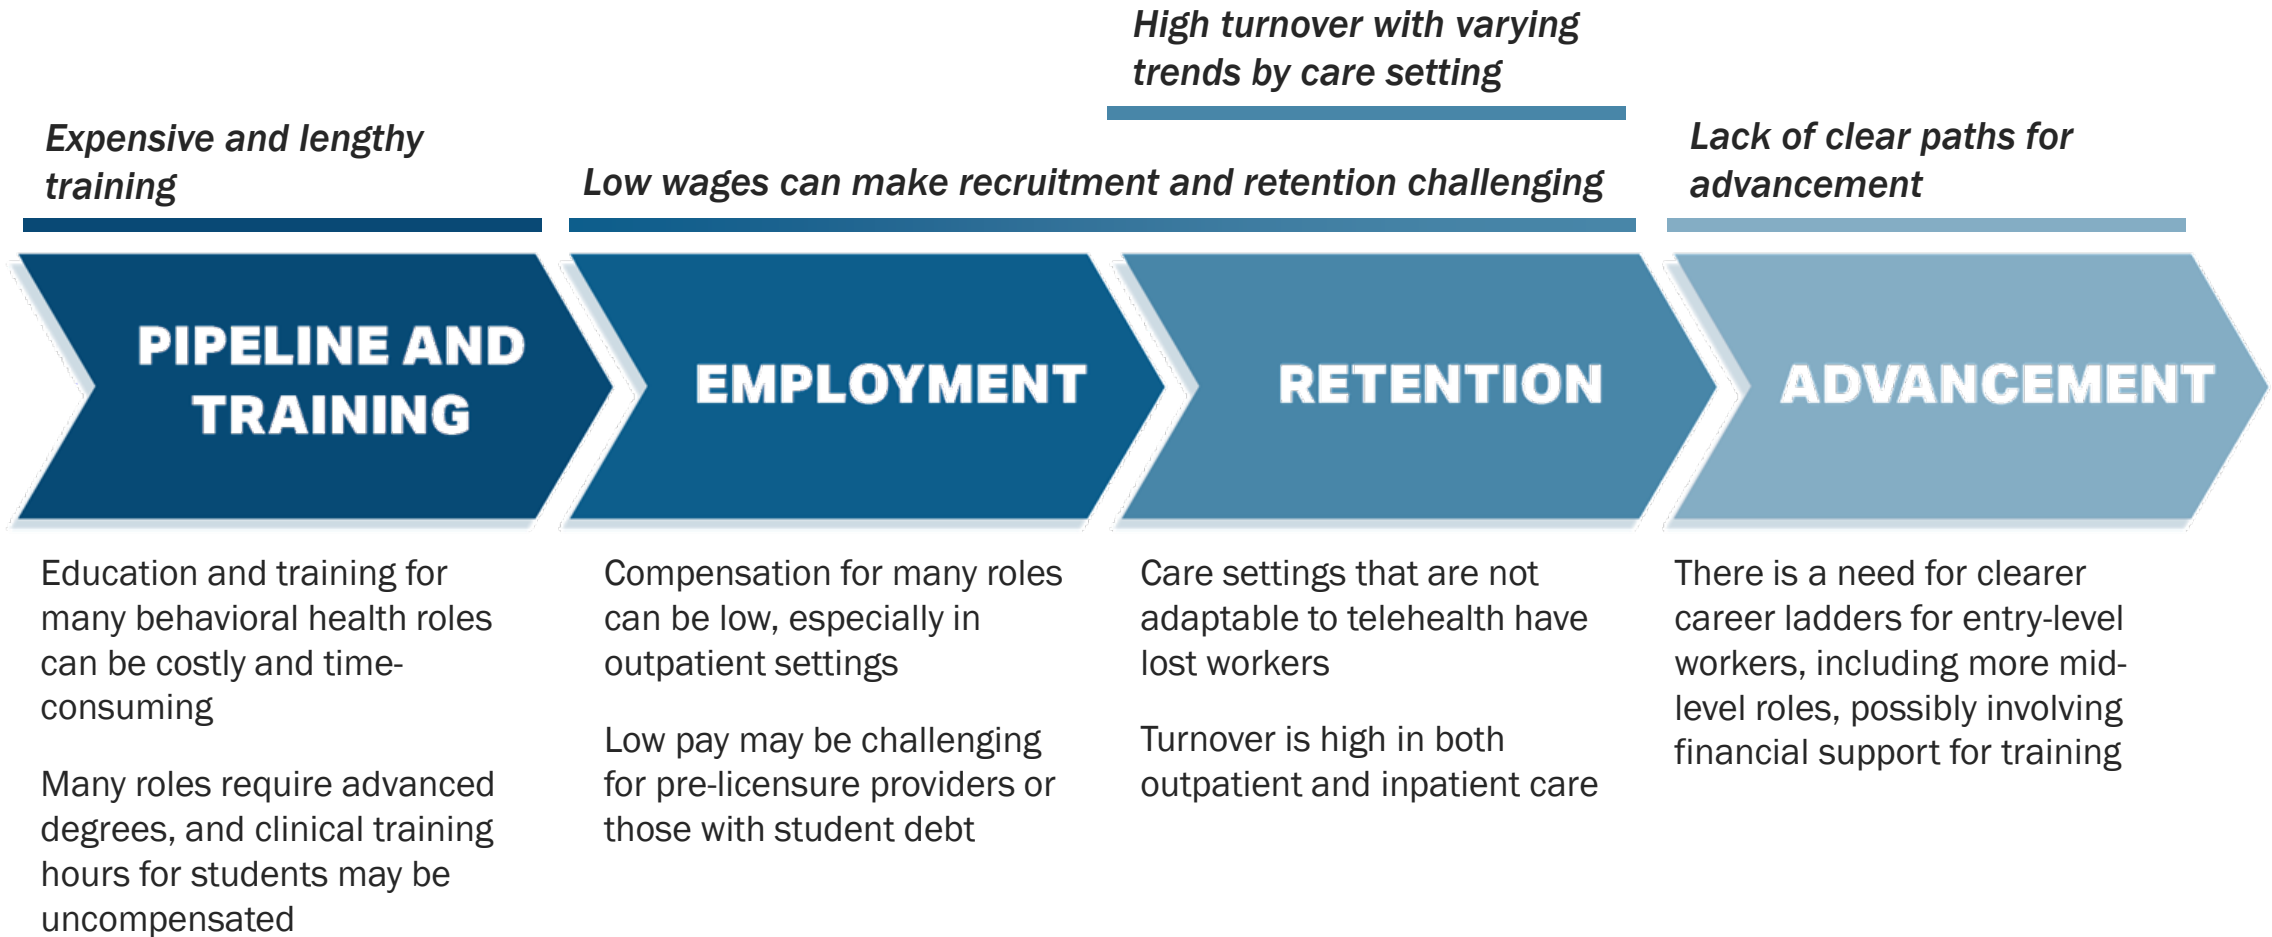 High turnover with varying
trends by care setting
Expensive and lengthy
training
Low wages can make recruitment and retention challenging
Lack of clear paths for
advancement
PIPELINE AND
TRAINING
EMPLOYMENT
RETENTION
ADVANCEMENT
Education and training for
many behavioral health roles
can be costly and time-
consuming
Many roles require advanced
degrees, and clinical training
hours for students may be
uncompensated
Compensation for many roles
can be low, especially in
outpatient settings
Low pay may be challenging
for pre-licensure providers or
those with student debt
Care settings that are not
adaptable to telehealth have
lost workers
Turnover is high in both
outpatient and inpatient care
There is a need for clearer
career ladders for entry-level
workers, including more mid-
level roles, possibly involving
financial support for training